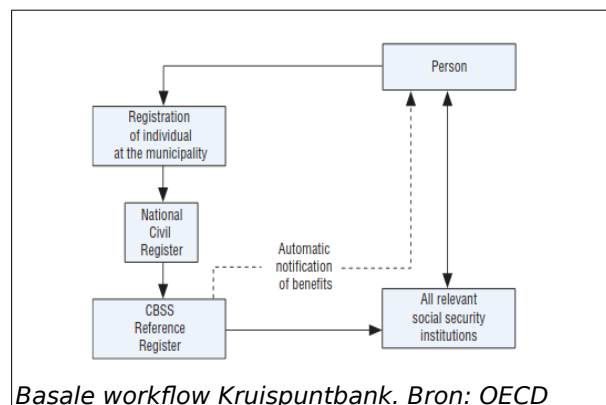 Person
Registration
of individual
at the municipality
National
Civil
Register
Automatic
notification
of benefits
CBSS
Reference
Register
All relevant
social security
institutions
Basale workflow Kruispuntbank. Bron: OECD